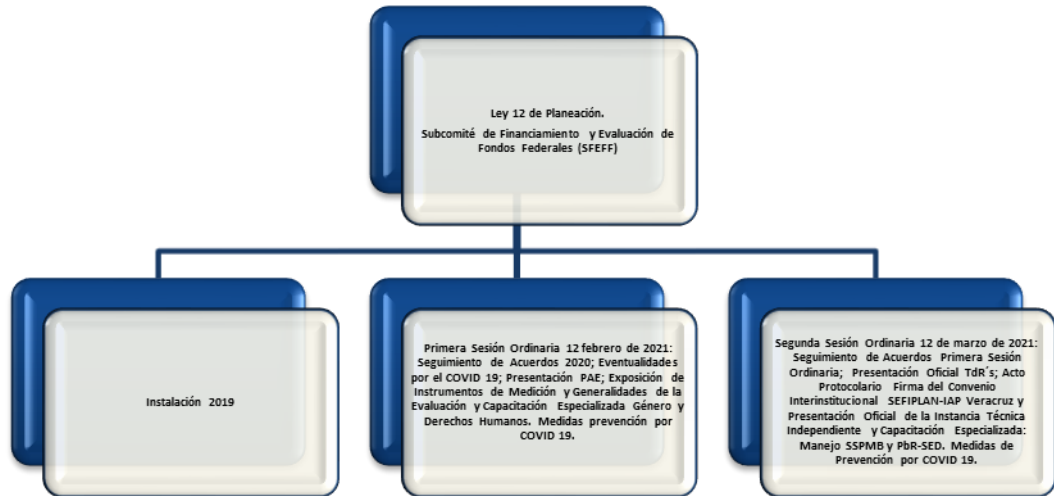 Ley 12 de Planeación.
Subcomité de Financiamiento y Evaluación de
Fondos Federales (SFEFF)
Instalación 2019
Primera Sesión Ordinaria 12 febrero de 2021:
Seguimiento de Acuerdos 2020; Eventualidades
por el COVID 19; Presentación PAE; Exposición de
Instrumentos de Medición y Generalidades de la
Evaluación y Capacitación Especializada Género y
Derechos Humanos. Medidas prevención por
COVID 19.
Segunda Sesión Ordinaria 12 de marzo de 2021:
Seguimiento de Acuerdos Primera Sesión
Ordinaria; Presentación Oficial TdR´s; Acto
Protocolario Firma del Convenio
Interinstitucional SEFIPLAN-IAP Veracruz y
Presentación Oficial de la Instancia Técnica
Independiente y Capacitación Especializada:
Manejo SSPMB y PbR-SED. Medidas de
Prevención por COVID 19.